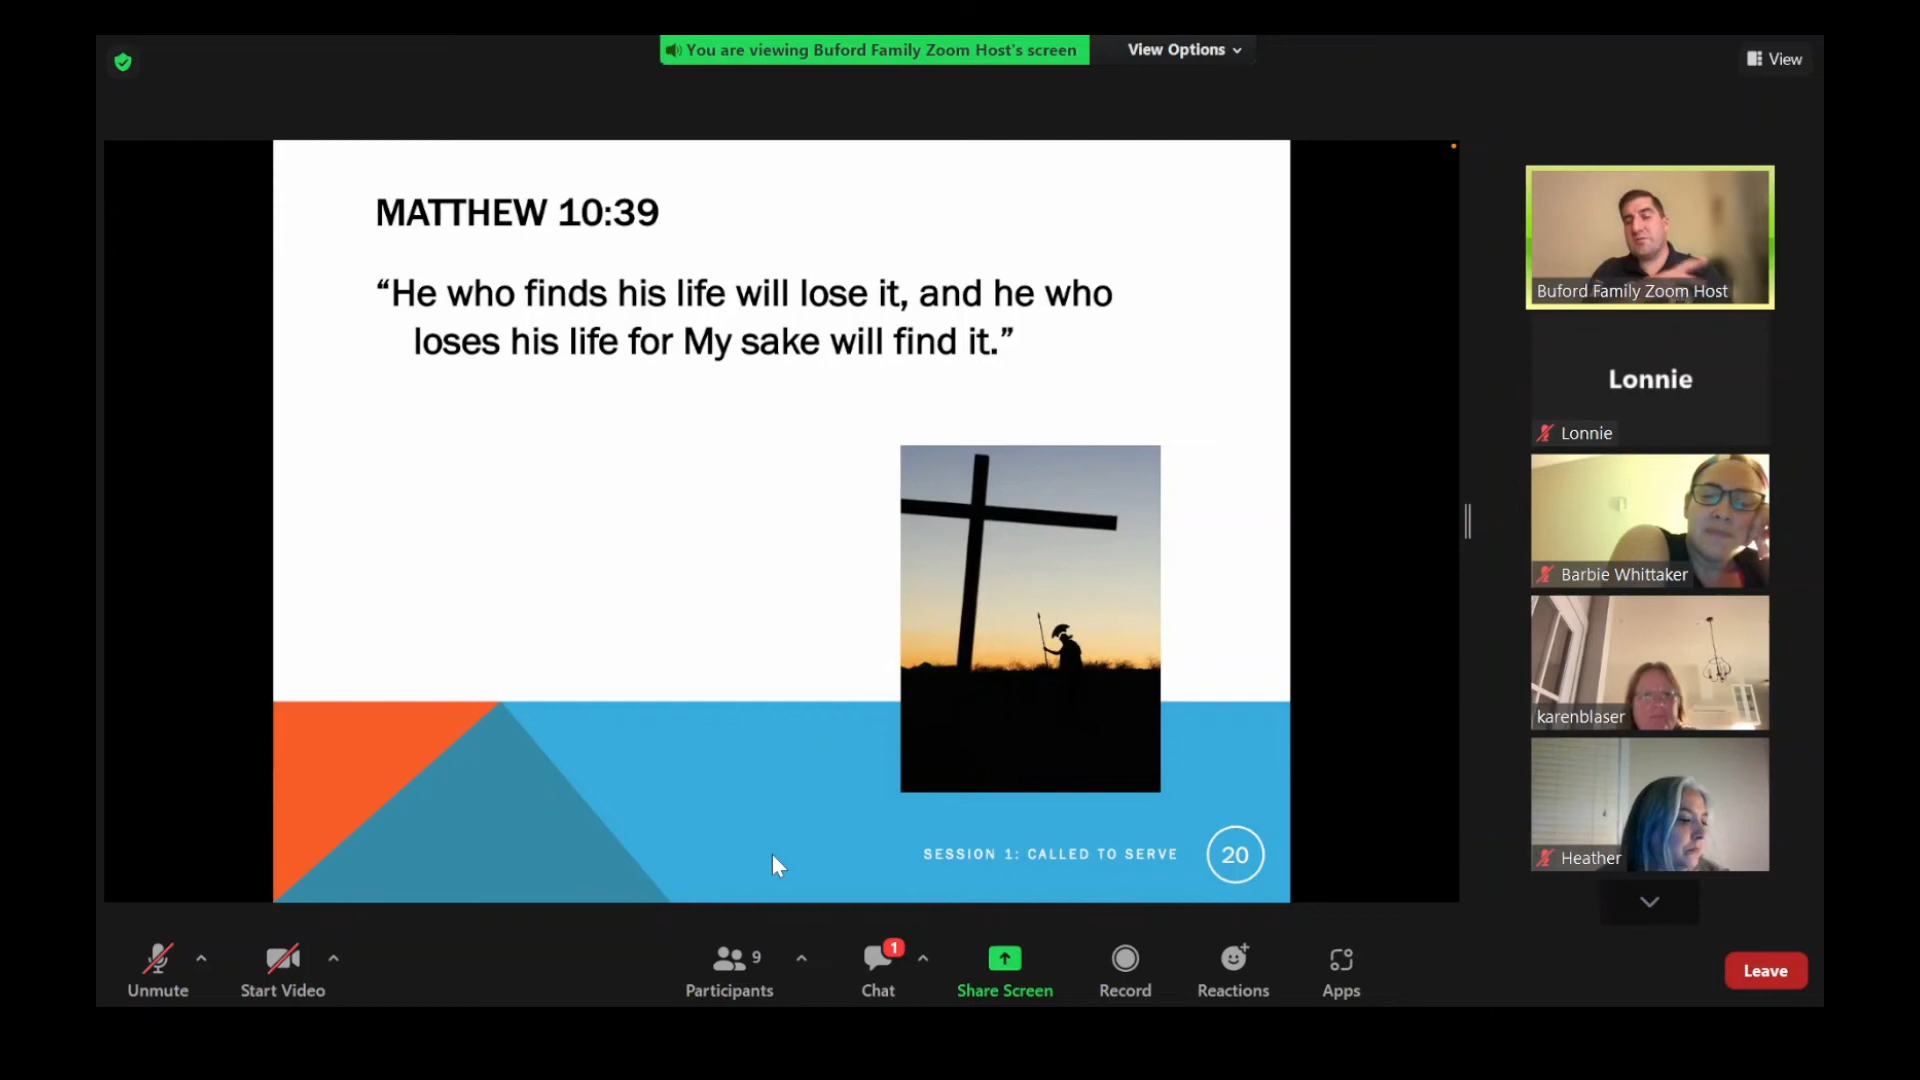 You are viewing Buford Family Zoom Host's screen
View Options
View
MATTHEW 10:39
“He who finds his life will lose it, and he who
loses his life for My sake will find it.”
SESSION 1: CALLED TO SERVE
20
Buford Family Zoom Host
Lonnie
Lonnie
Barbie Whittaker
karenblaser
Heather
Unmute
Start Video
9
Participants
1
Chat
Share Screen
Record
Reactions
Apps
Leave